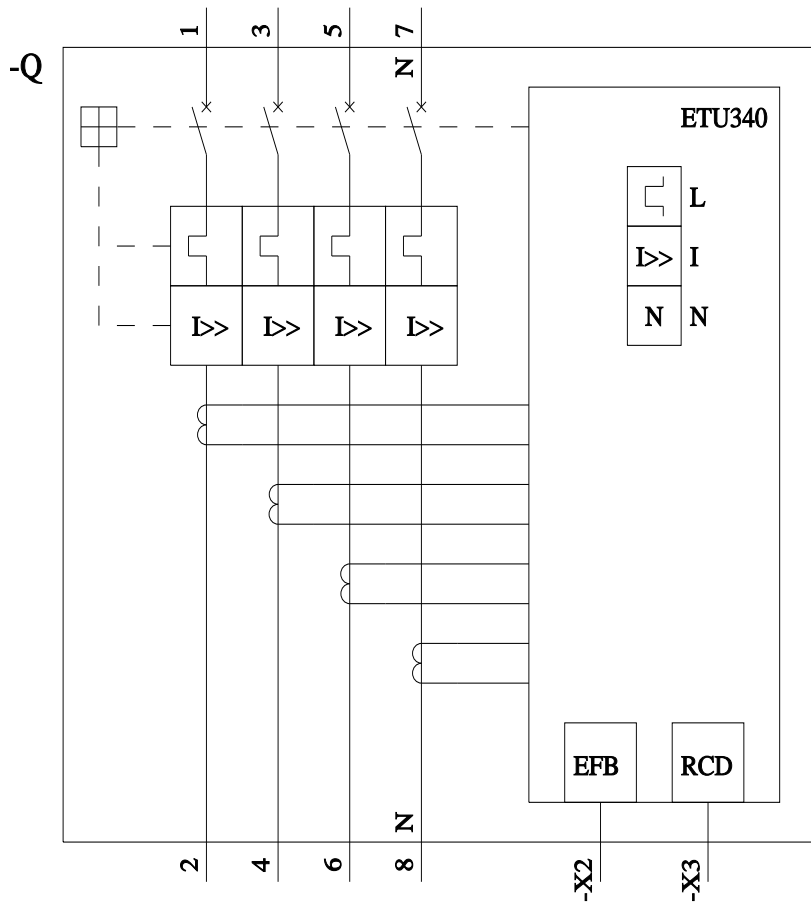 1 3 5 7
-Q
N
ETU340
L
I>> I
N N
I>> I>> I>> I>>
EFB RCD
N
2 4 6 8
-X2 -X3